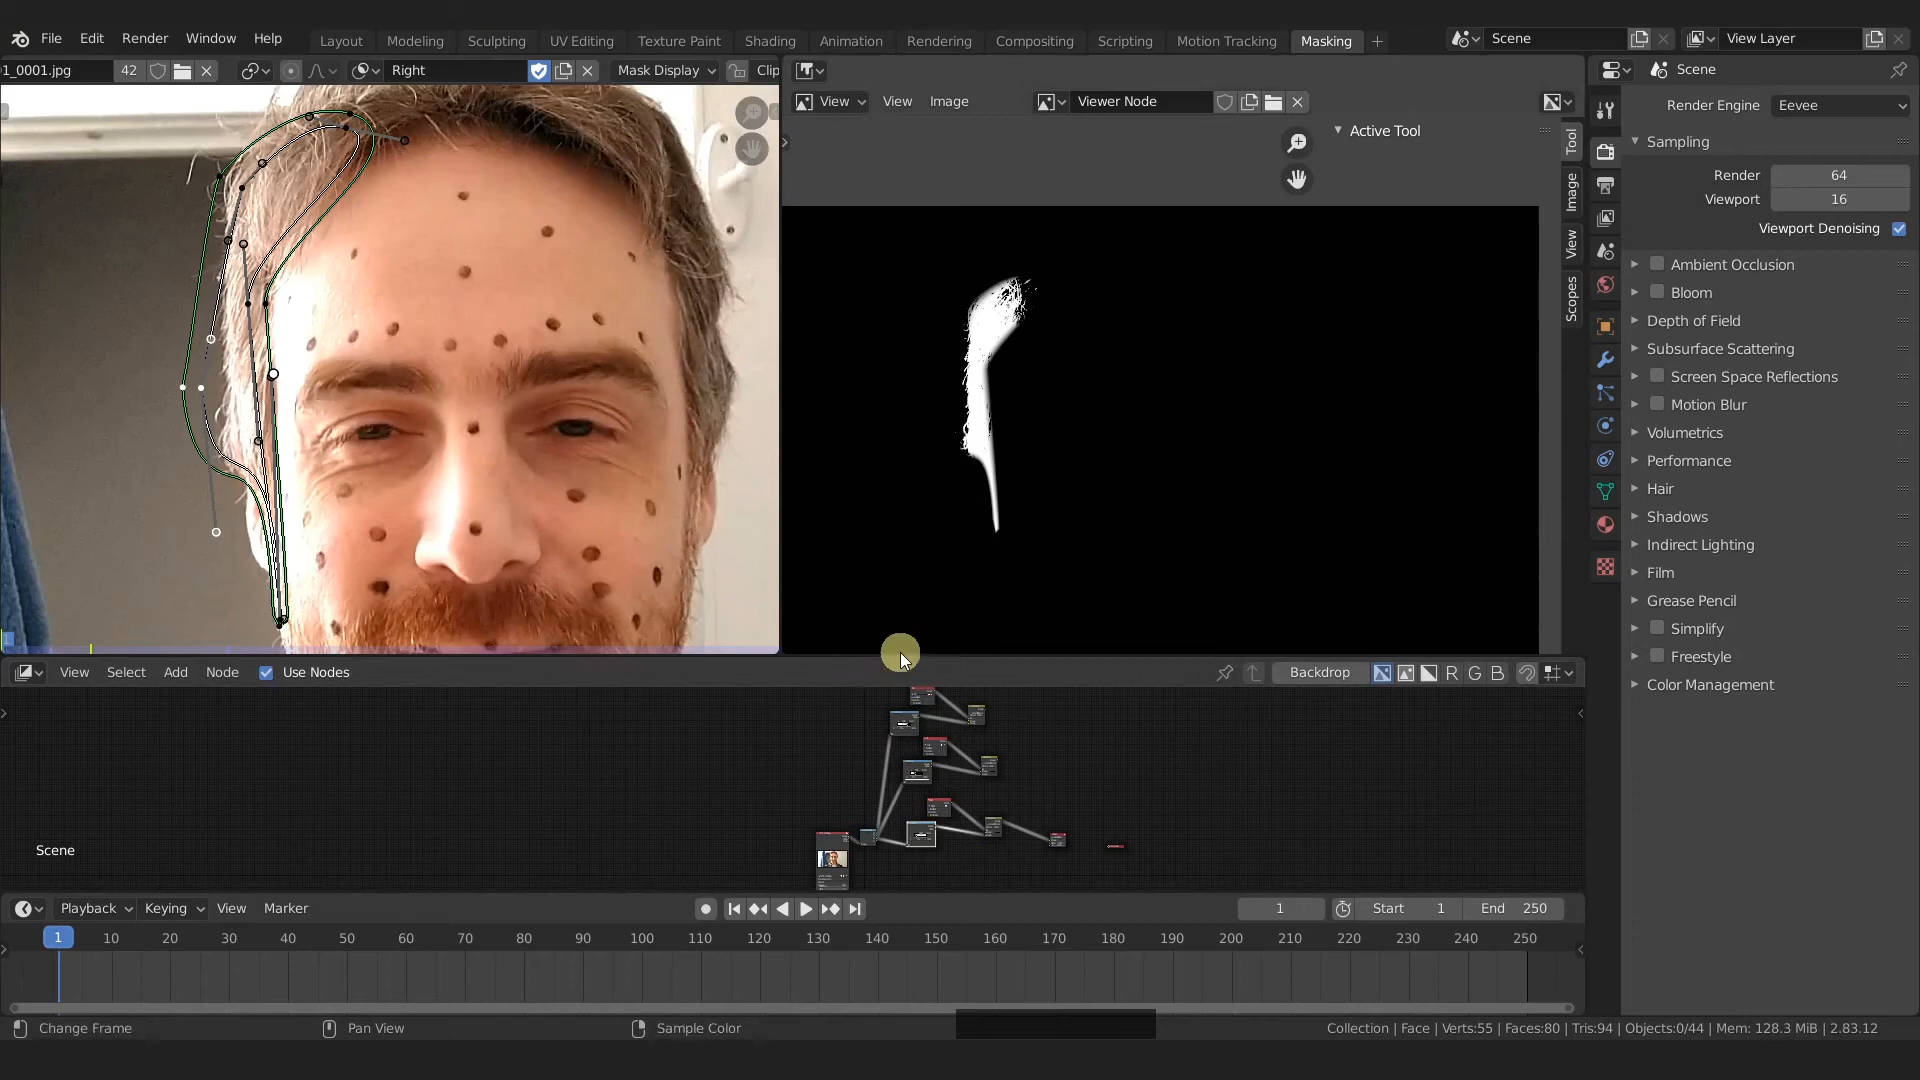 File Edit Render Window Help Layout Modeling Sculpting UV Editing Texture Paint Shading Animation Rendering Compositing Scripting Motion Tracking Masking + Scene View Layer
1_0001.jpg 42 Right Mask Display Clip
Scene
View View Image Viewer Node
Render Engine Eevee
Active Tool
Tool
Image
View
Scopes
Sampling
Render 64
Viewport 16
Viewport Denoising
Ambient Occlusion
Bloom
Depth of Field
Subsurface Scattering
Screen Space Reflections
Motion Blur
Volumetrics
Performance
Hair
Shadows
Indirect Lighting
Film
Grease Pencil
Simplify
Freestyle
Color Management
1
View Select Add Node Use Nodes Backdrop R G B
Scene
Playback Keying View Marker 1 Start 1 End 250
1 10 20 30 40 50 60 70 80 90 100 110 120 130 140 150 160 170 180 190 200 210 220 230 240 250
Change Frame Pan View Sample Color Collection | Face | Verts:55 | Faces:80 | Tris:94 | Objects:0/44 | Mem: 128.3 MiB | 2.83.12